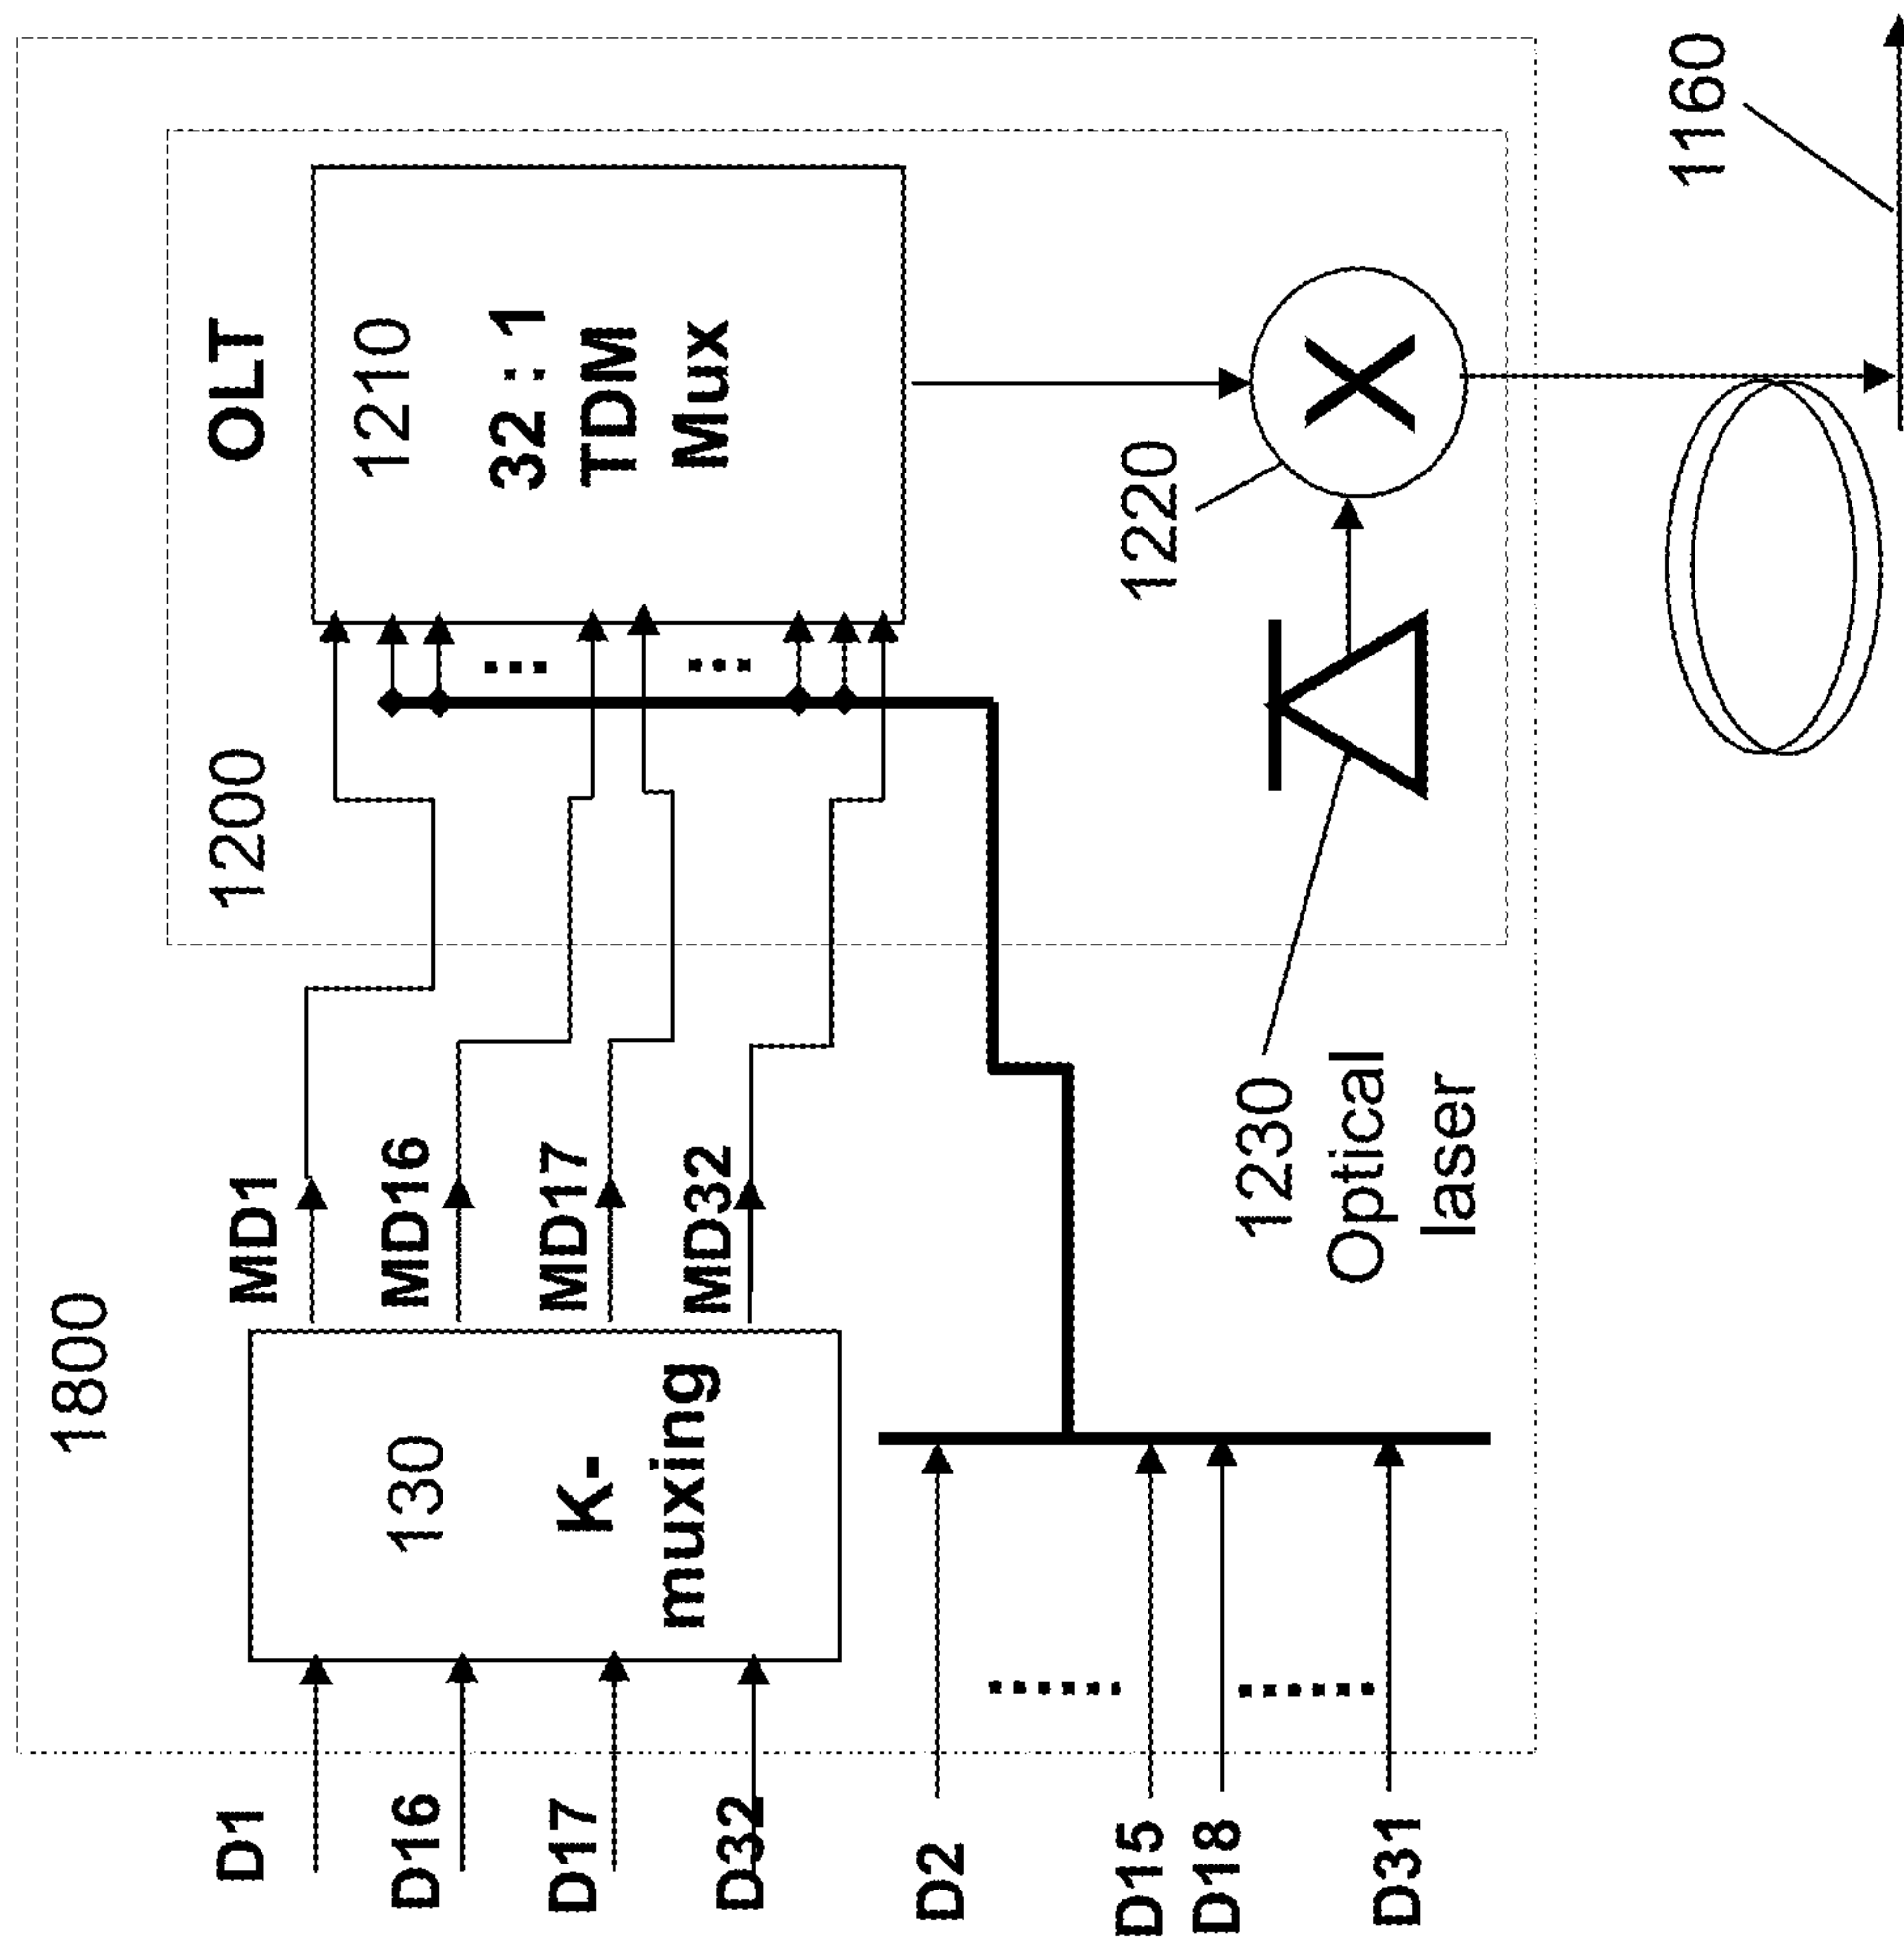 1800
1200
OLT
1210
32 : 1
TDM
Mux
D1
D16
D17
D32
130
K-
muxing
MD1
MD16
MD17
MD32
D2
D15
D18
D31
1220
1230
Optical
laser
1160